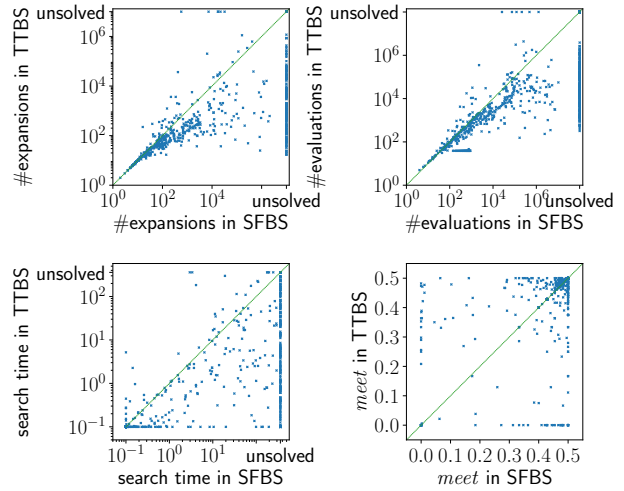 unsolved
10^6
10^4
10^2
10^0
#expansions in TTBS
10^0 10^2 10^4 unsolved
#expansions in SFBS
unsolved
10^8
10^6
10^4
10^2
10^0
#evaluations in TTBS
10^0 10^2 10^4 10^6 unsolved
#evaluations in SFBS
unsolved
10^2
10^1
10^0
10^−1
search time in TTBS
10^−1 10^0 10^1 unsolved
search time in SFBS
0.5
0.4
0.5
0.2
0.1
0.0
meet in TTBS
0.0 0.1 0.2 0.3 0.4 0.5
meet in SFBS